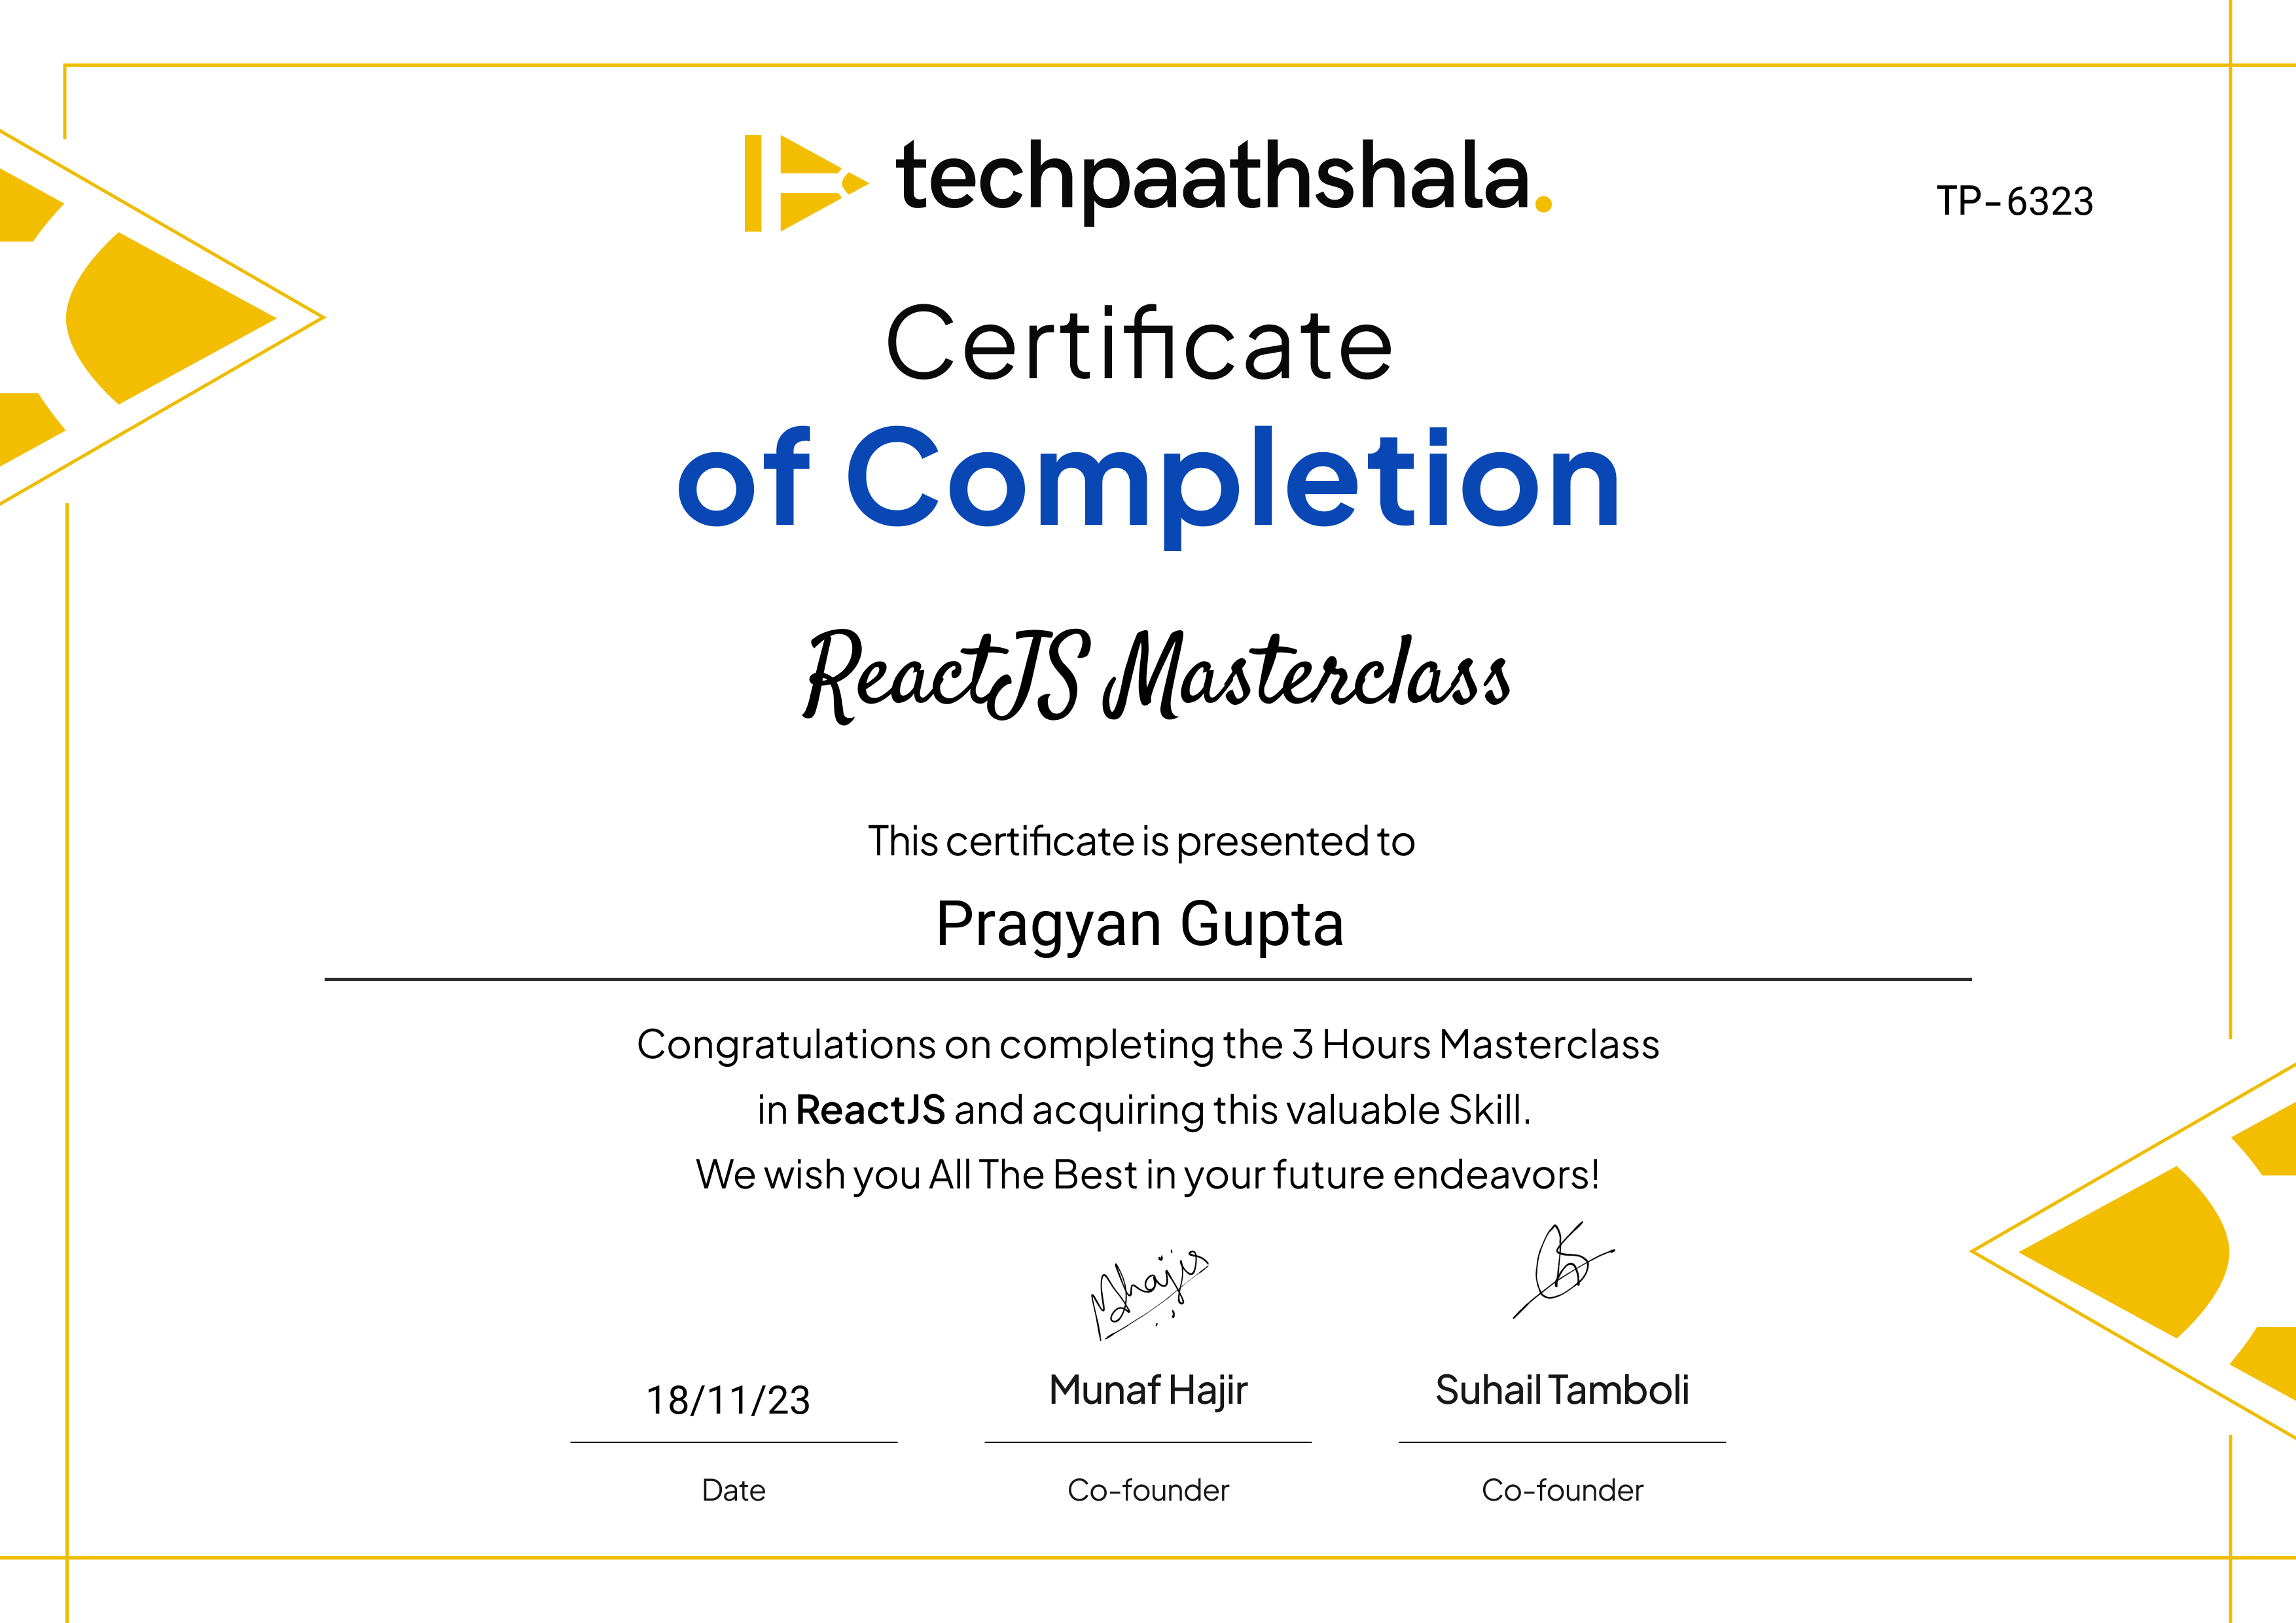 techpaathshala.
TP-6323
Certificate
of Completion
ReactJS Masterclass
This certificate is presented to
Pragyan Gupta
Congratulations on completing the 3 Hours Masterclass
in ReactJS and acquiring this valuable Skill.
We wish you All The Best in your future endeavors!
18/11/23
Munaf Hajir
Suhail Tamboli
Date
Co-founder
Co-founder